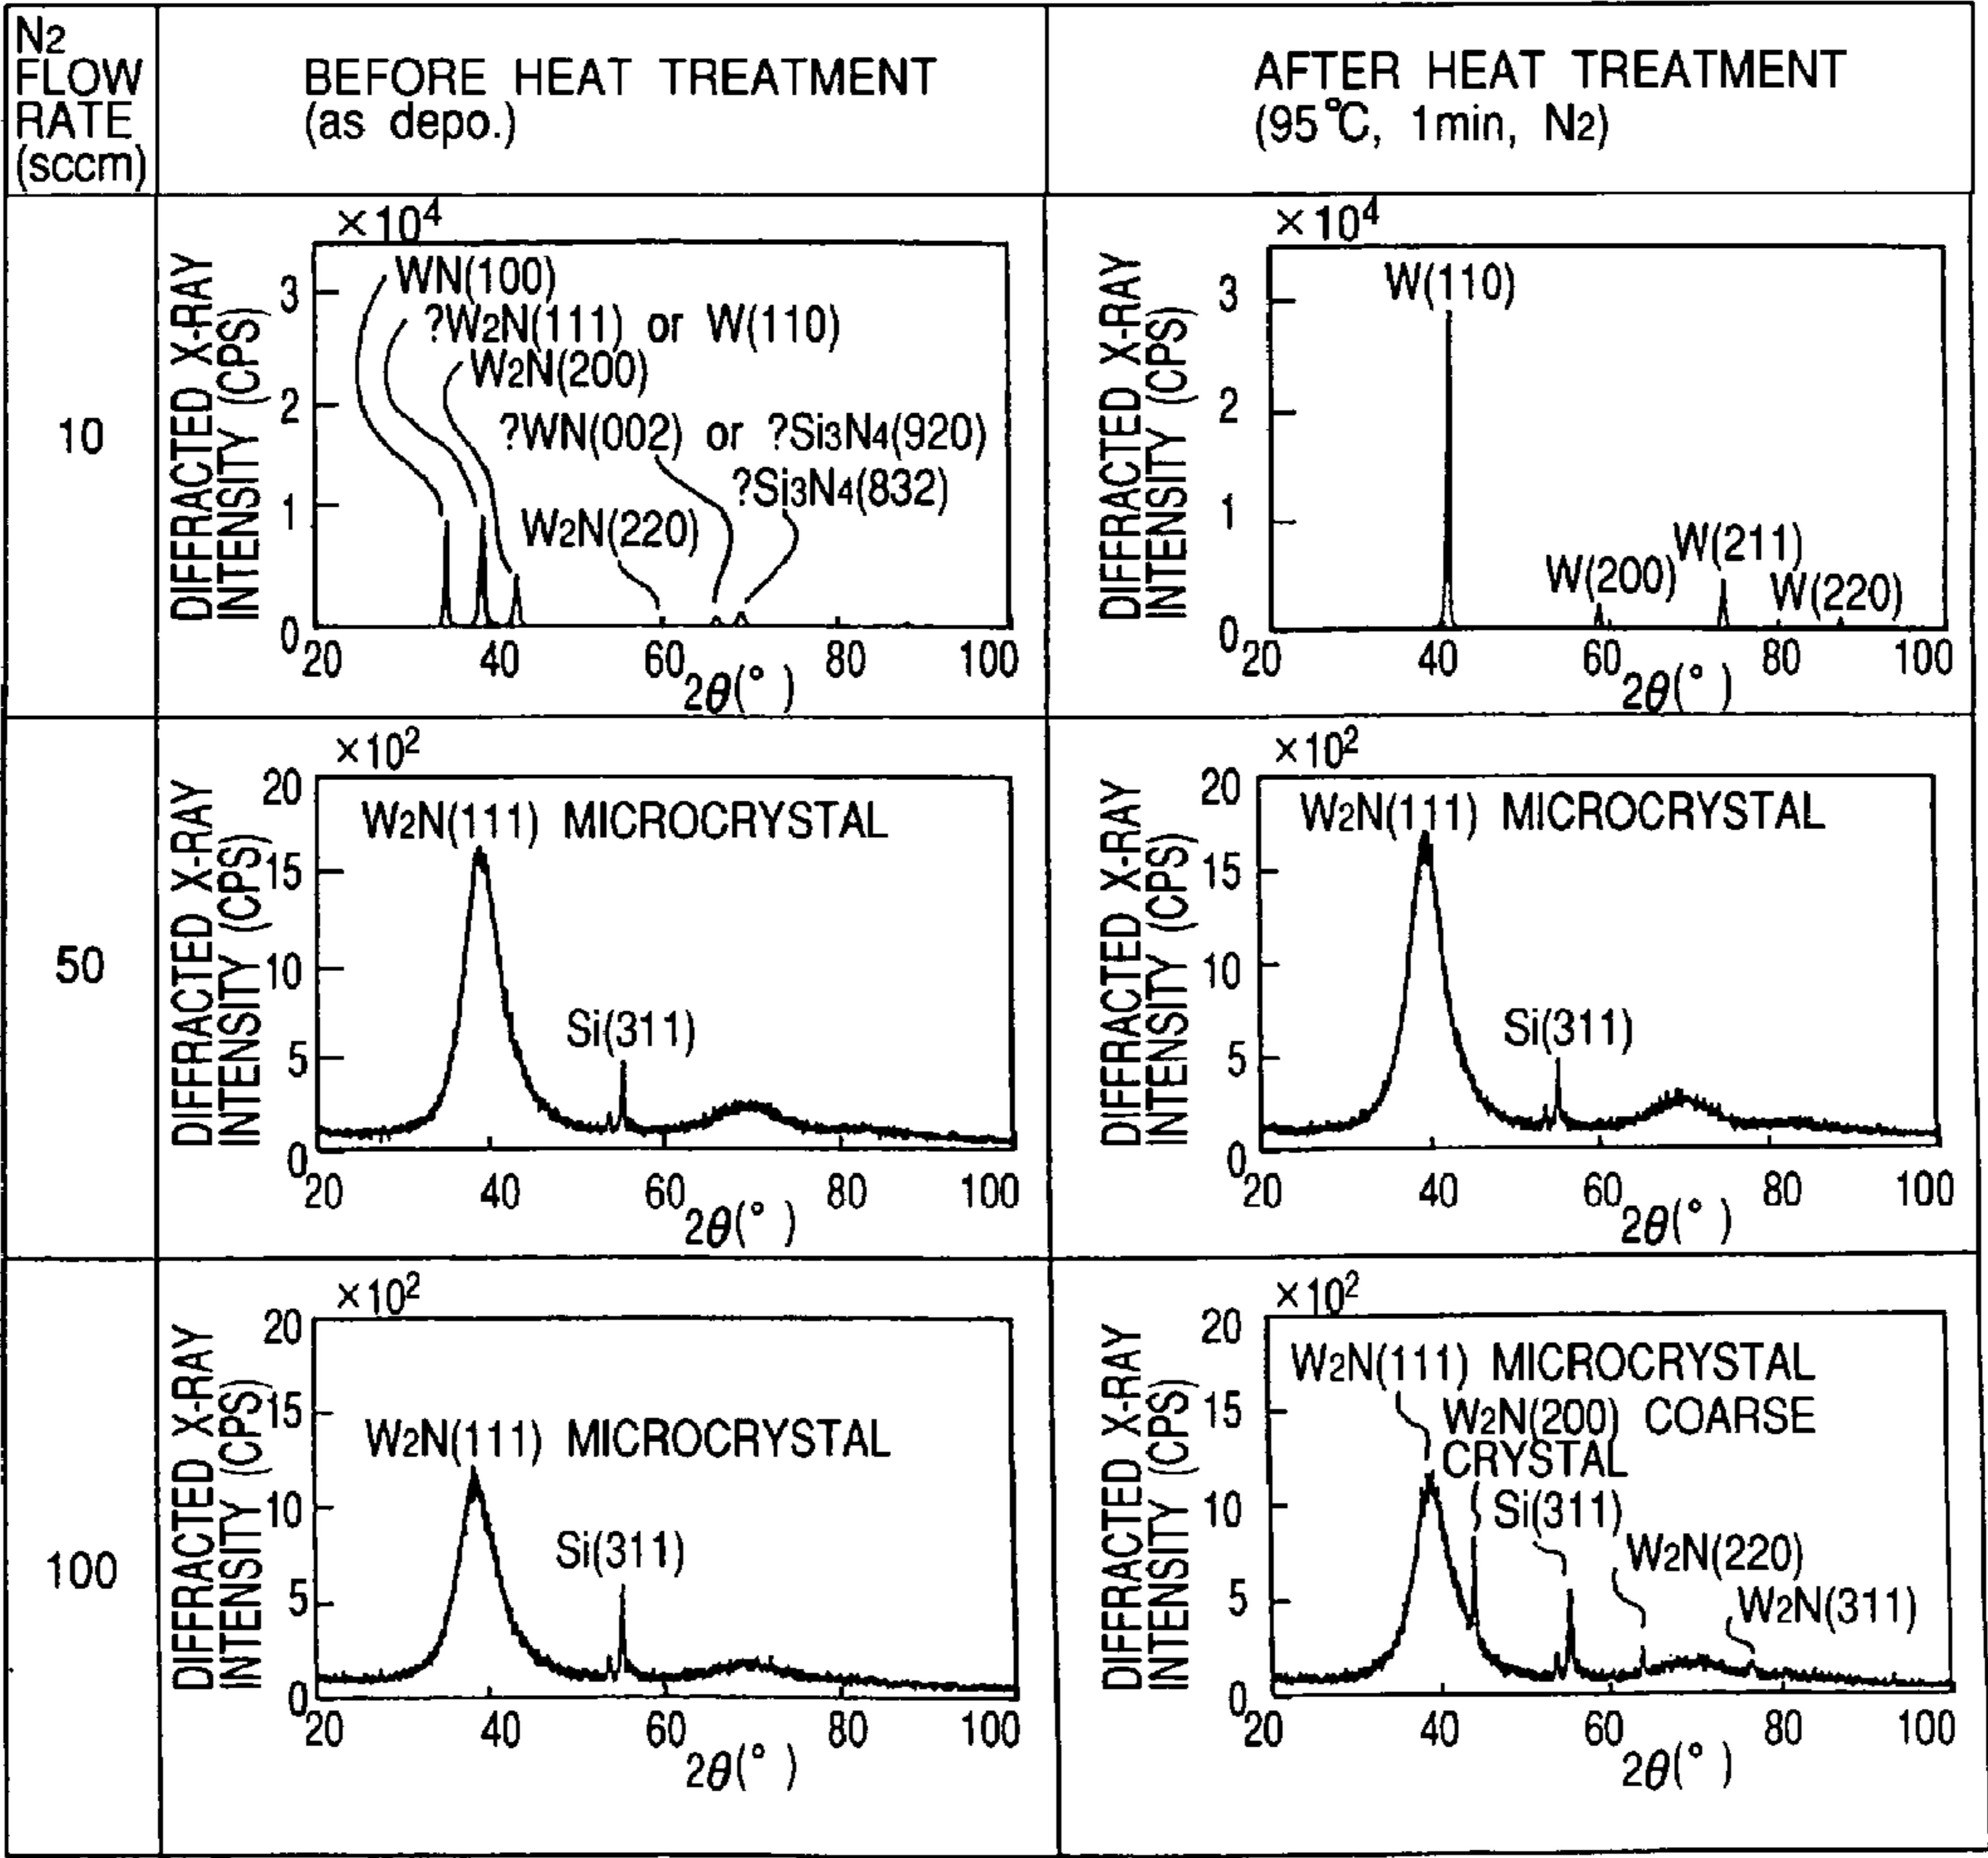 N2
FLOW
RATE
(sccm)
BEFORE HEAT TREATMENT
(as depo.)
AFTER HEAT TREATMENT
(95℃, 1min, N2)
10
×10⁴
DIFFRACTED X-RAY
INTENSITY (CPS)
3
2
1
0
WN(100)
?W2N(111) or W(110)
W2N(200)
?WN(002) or ?Si3N4(920)
?Si3N4(832)
W2N(220)
20 40 60 80 100
2θ(° )
×10⁴
DIFFRACTED X-RAY
INTENSITY (CPS)
3
2
1
0
W(110)
W(211)
W(200)
W(220)
20 40 60 80 100
2θ(° )
50
×10²
DIFFRACTED X-RAY
INTENSITY (CPS)
20
15
10
5
0
W2N(111) MICROCRYSTAL
Si(311)
20 40 60 80 100
2θ(° )
×10²
DIFFRACTED X-RAY
INTENSITY (CPS)
20
15
10
5
0
W2N(111) MICROCRYSTAL
Si(311)
20 40 60 80 100
2θ(° )
100
×10²
DIFFRACTED X-RAY
INTENSITY (CPS)
20
15
10
5
0
W2N(111) MICROCRYSTAL
Si(311)
20 40 60 80 100
2θ(° )
×10²
DIFFRACTED X-RAY
INTENSITY (CPS)
20
15
10
5
0
W2N(111) MICROCRYSTAL
W2N(200) COARSE
CRYSTAL
Si(311)
W2N(220)
W2N(311)
20 40 60 80 100
2θ(° )